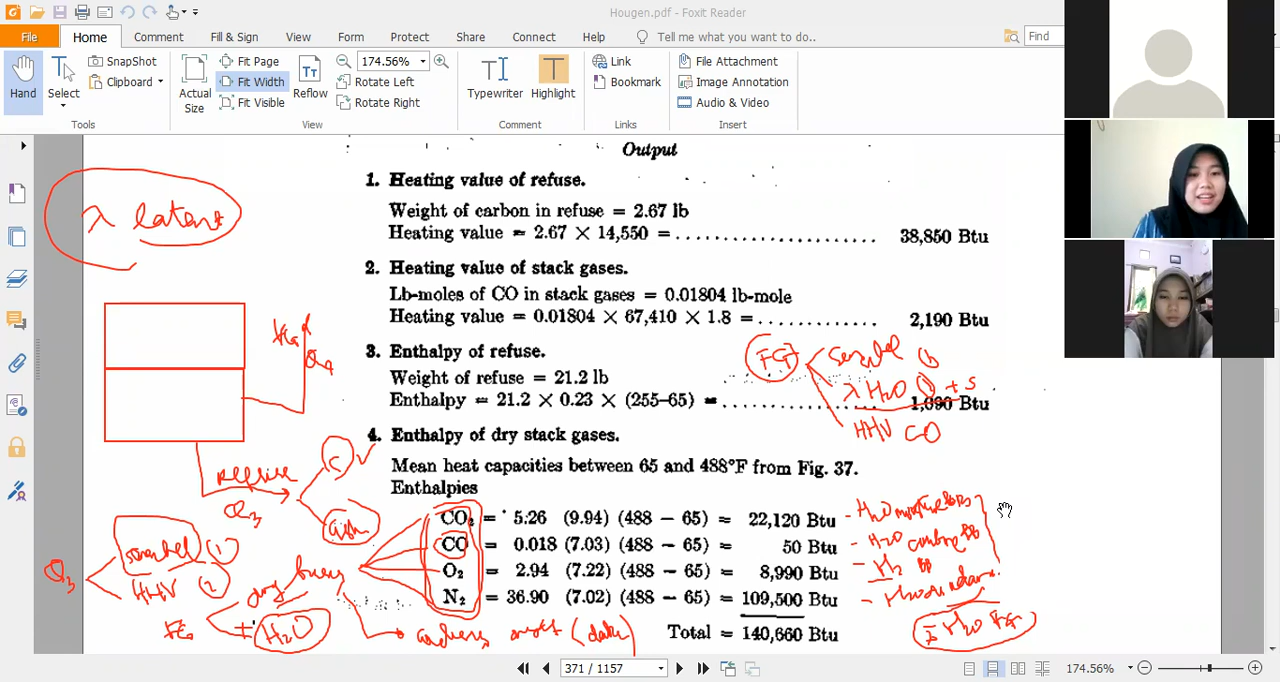 Hougen.pdf - Foxit Reader
File Home Comment Fill & Sign View Form Protect Share Connect Help Tell me what you want to do.. Find
Hand Select SnapShot Clipboard Actual Size Fit Page Fit Width Fit Visible Reflow 174.56% Rotate Left Rotate Right Typewriter Highlight Link Bookmark File Attachment Image Annotation Audio & Video
Tools View Comment Links Insert
Output
1. Heating value of refuse.
Weight of carbon in refuse = 2.67 lb
Heating value = 2.67 × 14,550 = 38,850 Btu
λ latent
2. Heating value of stack gases.
Lb-moles of CO in stack gases = 0.01804 lb-mole
Heating value = 0.01804 × 67,410 × 1.8 = 2,190 Btu
3. Enthalpy of refuse.
Weight of refuse = 21.2 lb
Enthalpy = 21.2 × 0.23 × (255–65) = 1,090 Btu
λ H2O + S
HHV CO
4. Enthalpy of dry stack gases.
Mean heat capacities between 65 and 488°F from Fig. 37.
Enthalpies
CO2 = 5.26 (9.94) (488 – 65) = 22,120 Btu
CO = 0.018 (7.03) (488 – 65) = 50 Btu
O2 = 2.94 (7.22) (488 – 65) = 8,990 Btu
N2 = 36.90 (7.02) (488 – 65) = 109,500 Btu
Total = 140,660 Btu
refuse
Q3
C
ash
Q3
HHV (2)
(1)
+ H2O
371 / 1157
174.56%